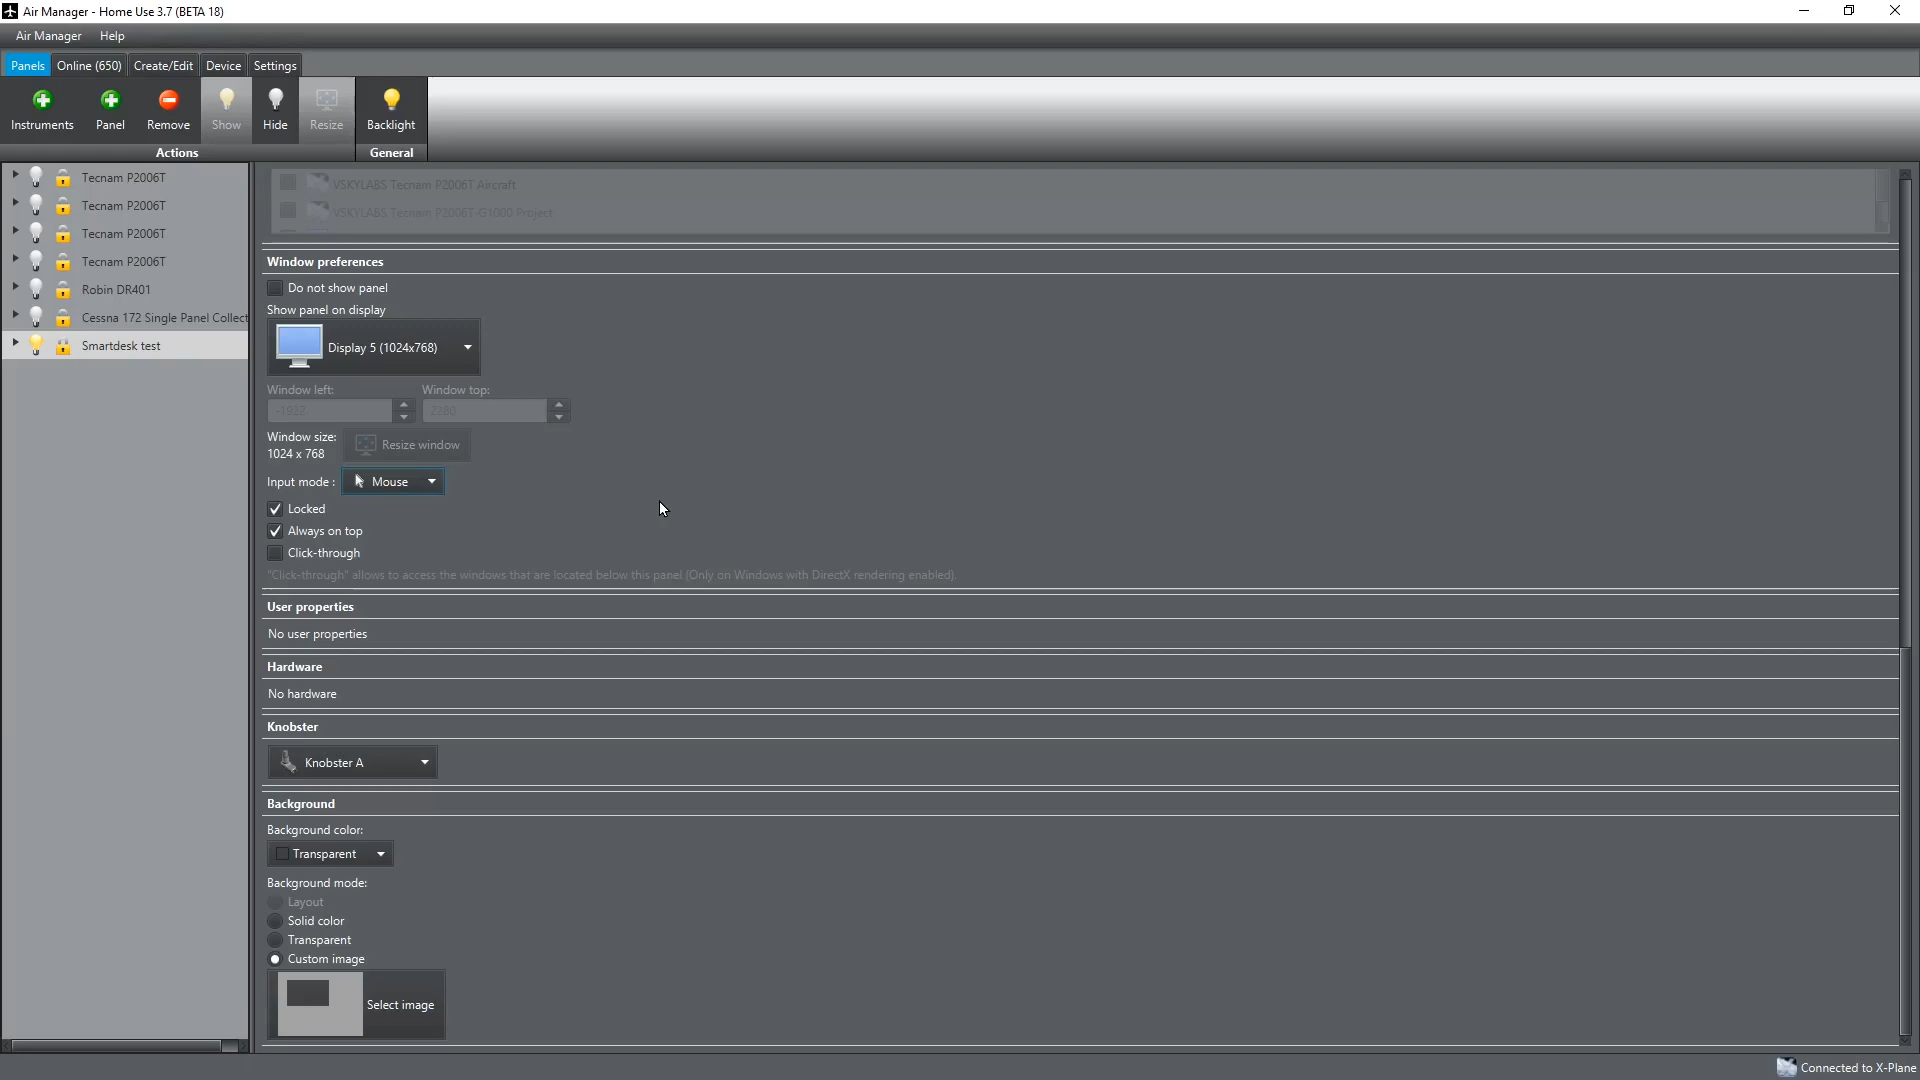 Air Manager - Home Use 3.7 (BETA 18)
Air Manager Help
Panels Online (650) Create/Edit Device Settings
Instruments Panel Remove Show Hide Resize Backlight
Actions General
Tecnam P2006T
Tecnam P2006T
Tecnam P2006T
Tecnam P2006T
Robin DR401
Cessna 172 Single Panel Collect
Smartdesk test
VSKYLABS Tecnam P2006T Aircraft
VSKYLABS Tecnam P2006T-G1000 Project
Window preferences
Do not show panel
Show panel on display
Display 5 (1024x768)
Window left: Window top:
-1922 2280
Window size:
1024 x 768
Resize window
Input mode : Mouse
Locked
Always on top
Click-through
"Click-through" allows to access the windows that are located below this panel (Only on Windows with DirectX rendering enabled).
User properties
No user properties
Hardware
No hardware
Knobster
Knobster A
Background
Background color:
Transparent
Background mode:
Layout
Solid color
Transparent
Custom image
Select image
Connected to X-Plane